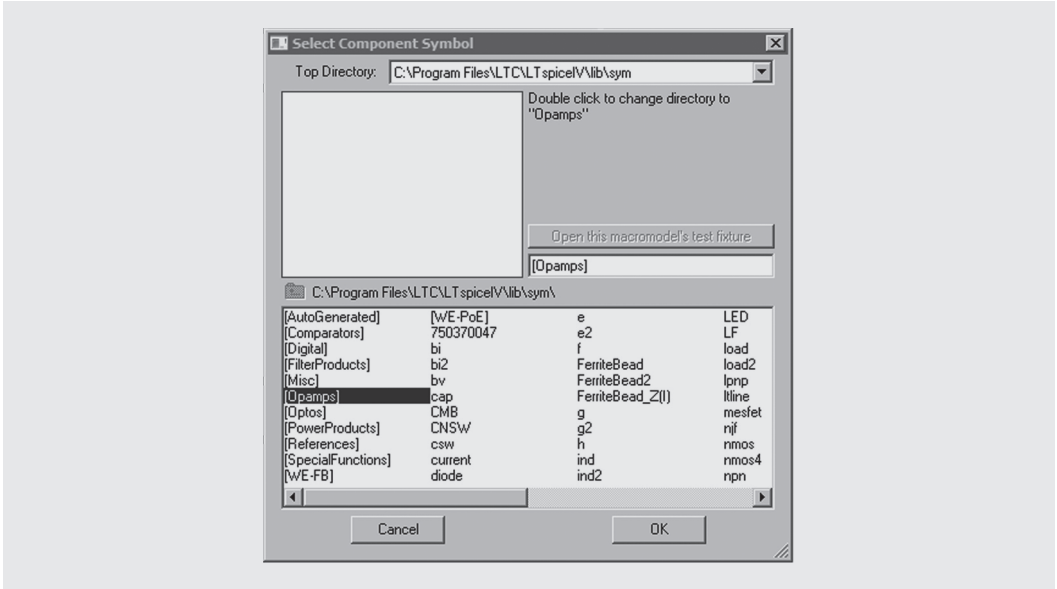 Select Component Symbol
Top Directory: C:\Program Files\LTC\LTspiceIV\lib\sym
Double click to change directory to
"Opamps"
Open this macromodel's test fixture
[Opamps]
C:\Program Files\LTC\LTspiceIV\lib\sym\
[AutoGenerated] [WE-PoE] e LED
[Comparators] 750370047 e2 LF
[Digital] bi f load
[FilterProducts] bi2 FerriteBead load2
[Misc] bv FerriteBead2 lpnp
[Opamps] cap FerriteBead_Z(I) ltline
[Optos] CMB g mesfet
[PowerProducts] CNSW g2 njf
[References] csw h nmos
[SpecialFunctions] current ind nmos4
[WE-FB] diode ind2 npn
Cancel OK